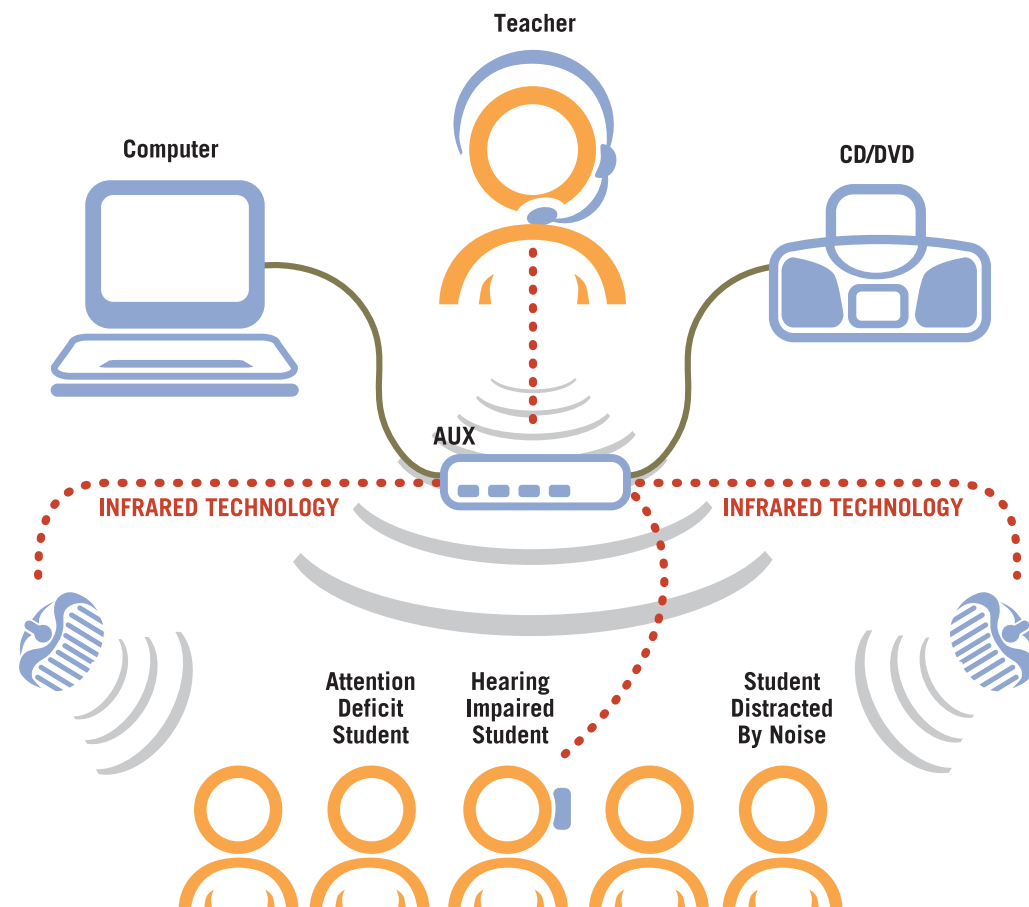 Teacher
Computer
CD/DVD
AUX
INFRARED TECHNOLOGY
INFRARED TECHNOLOGY
Attention
Deficit
Student
Hearing
Impaired
Student
Student
Distracted
By Noise